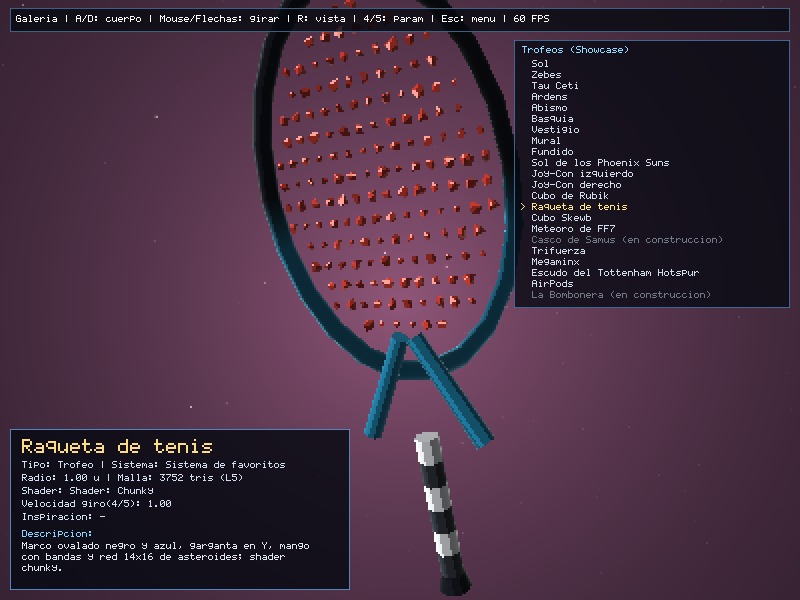 Galeria | A/D: cuerpo | Mouse/Flechas: girar | R: vista | 4/5: Param | Esc: menu | 60 FPS
Trofeos (Showcase)
Sol
Zebes
Tau Ceti
Ardens
Abismo
Basquia
Vestigio
Mural
Fundido
Sol de los Phoenix Suns
Joy-Con izquierdo
Joy-Con derecho
Cubo de Rubik
> Raqueta de tenis
Cubo Skewb
Meteoro de FF7
Casco de Samus (en construccion)
Trifuerza
Megaminx
Escudo del Tottenham Hotspur
AirPods
La Bombonera (en construccion)
Raqueta de tenis
Tipo: Trofeo | Sistema: Sistema de favoritos
Radio: 1.00 u | Malla: 3752 tris (L5)
Shader: Shader: Chunky
Velocidad giro(4/5): 1.00
Inspiracion: -
Descripcion:
Marco ovalado negro y azul, garganta en Y, mango
con bandas y red 14x16 de asteroides; shader
chunky.